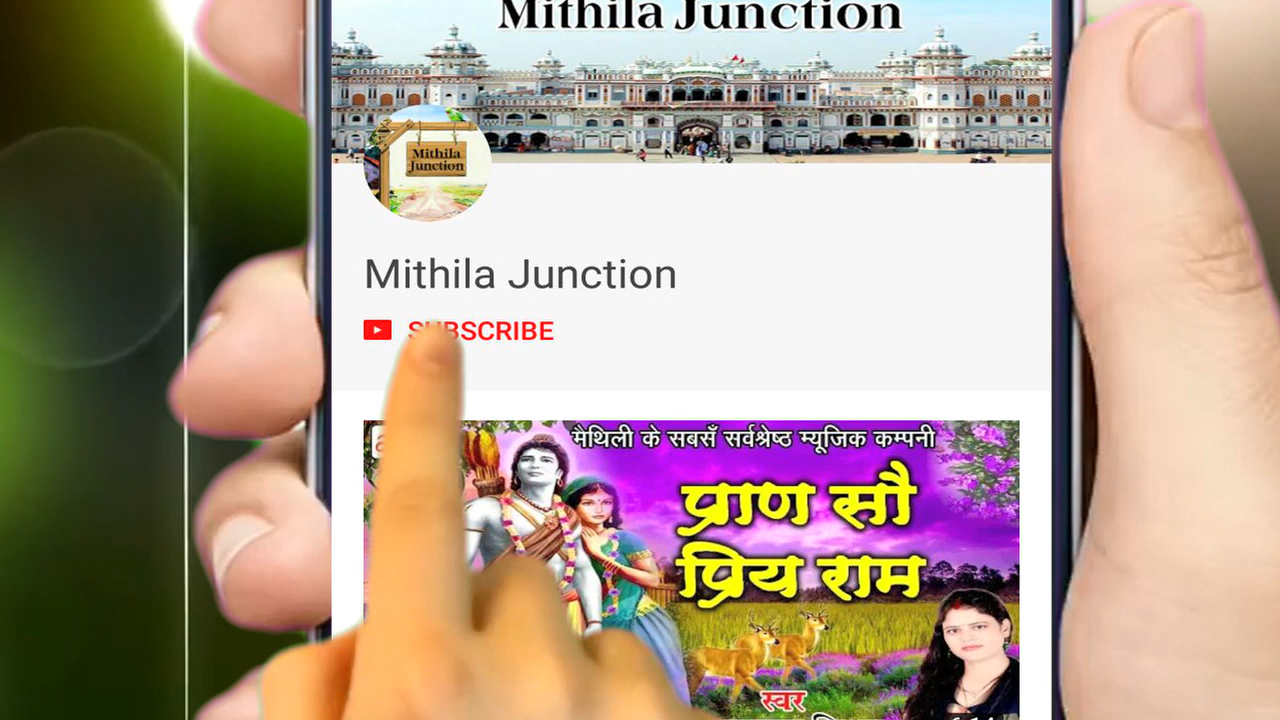 Mithila Junction
Mithila
Junction
Mithila Junction
SUBSCRIBE
मैथिली के सबसँ सर्वश्रेष्ठ म्यूजिक कम्पनी
प्राण सौ
प्रिय राम
स्वर